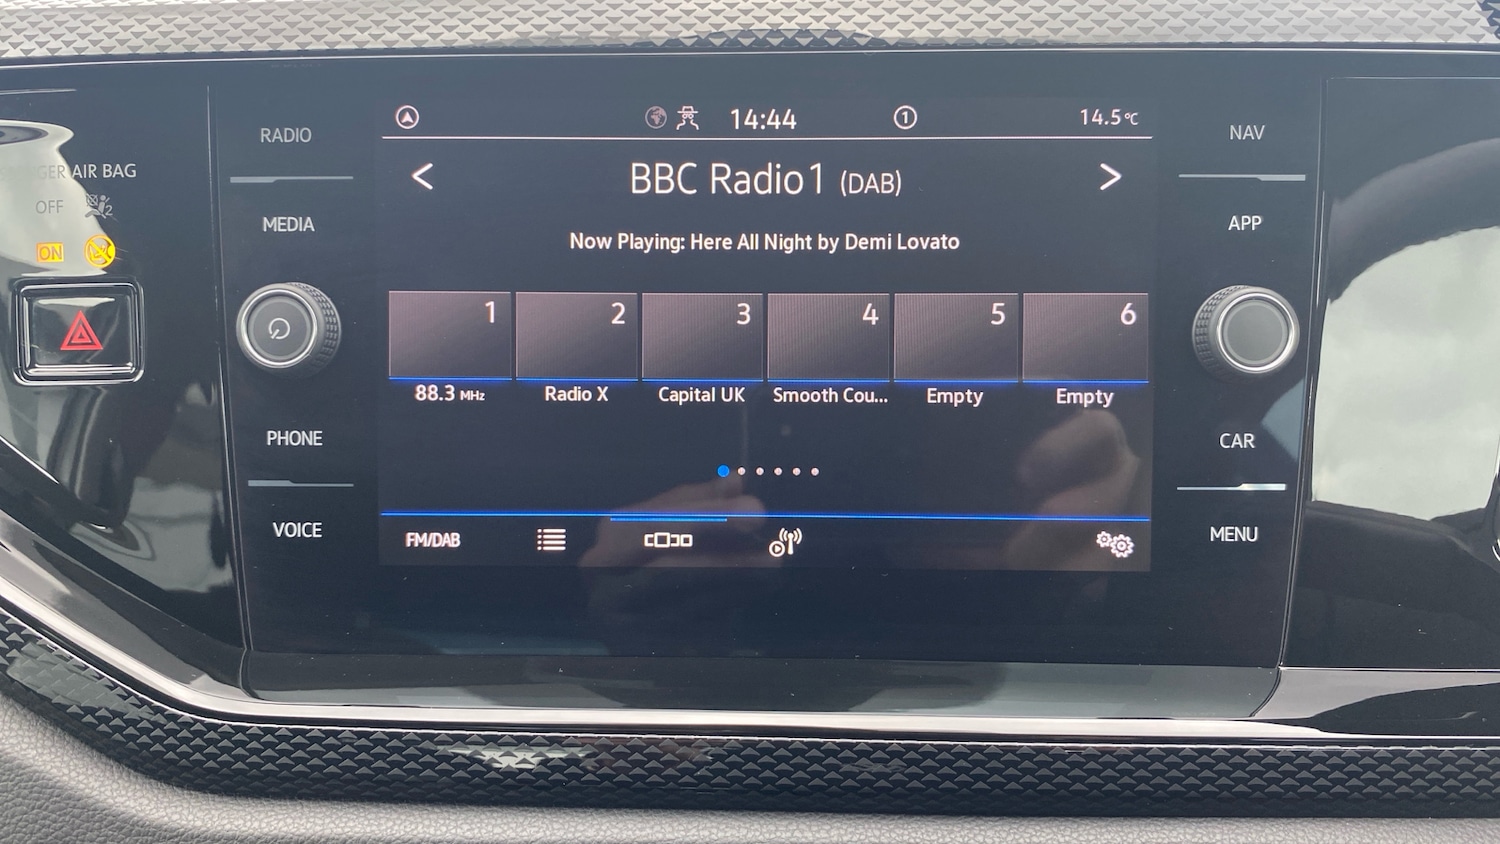 RADIO
MEDIA
PHONE
VOICE
AIR BAG
OFF
2
ON
14:44
1
14.5°C
BBC Radio1 (DAB)
Now Playing: Here All Night by Demi Lovato
1 2 3 4 5 6
88.3 MHz Radio X Capital UK Smooth Cou... Empty Empty
FM/DAB
NAV
APP
CAR
MENU